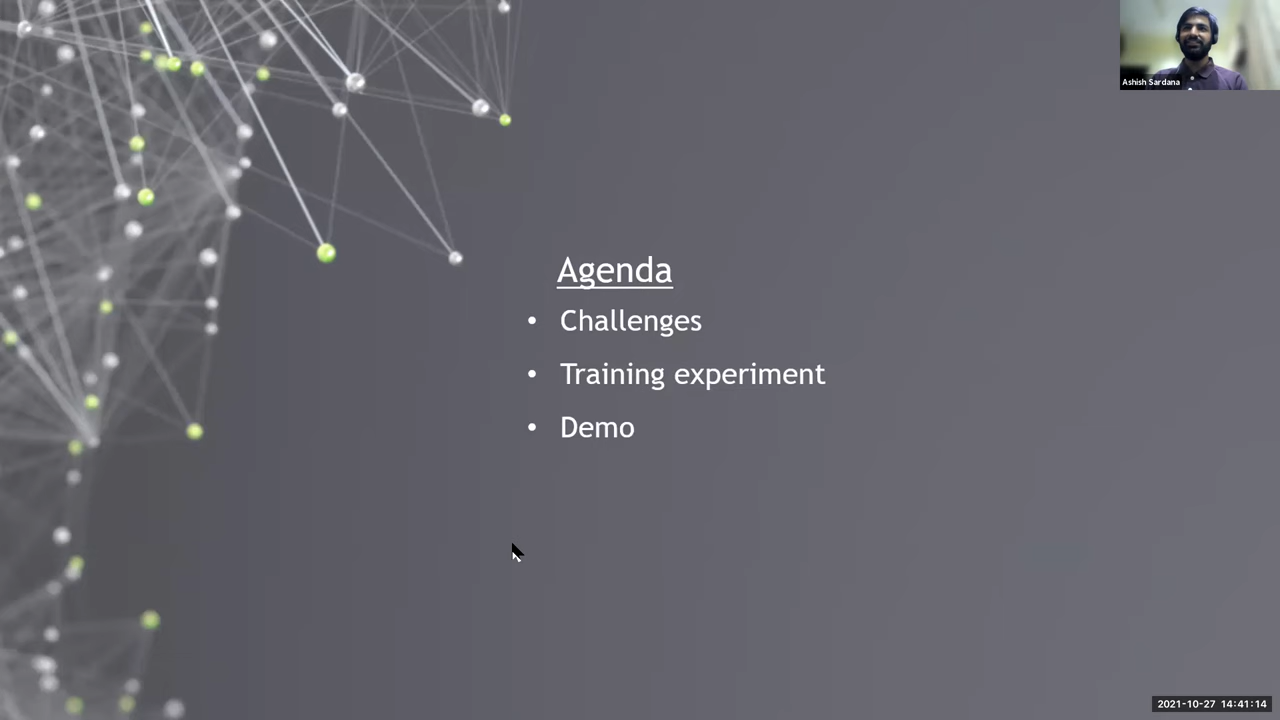 Ashish Sardana
Agenda
• Challenges
• Training experiment
• Demo
2021-10-27 14:41:14